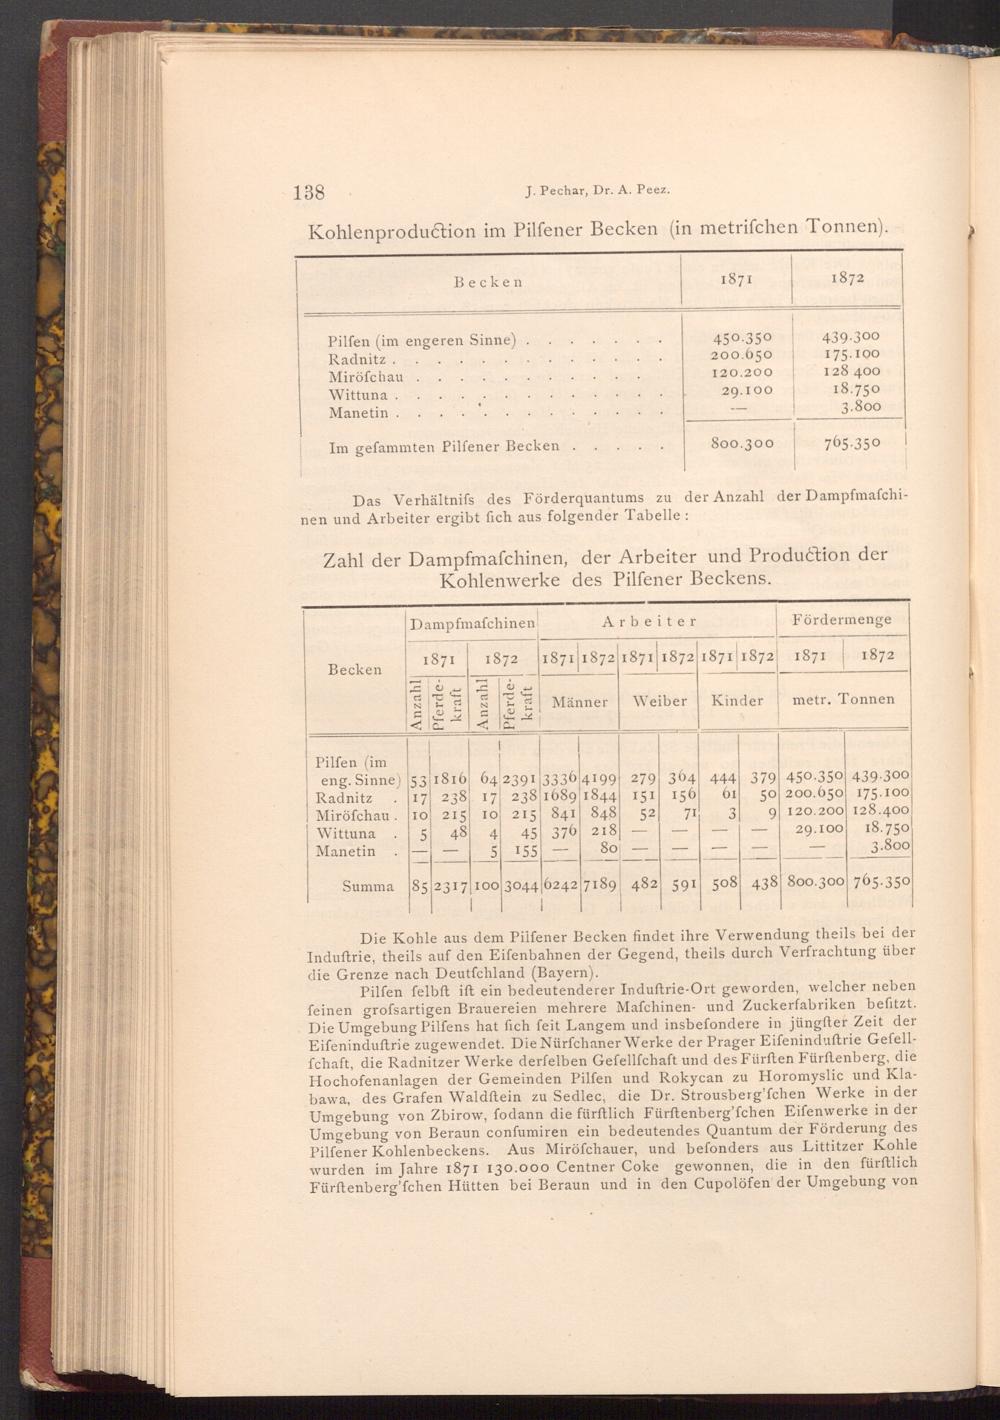 138 J. Pechar, Dr. A. Peez.
Kohlenproduction im Pilſener Becken (in metriſchen Tonnen).
Becken 1871 1872
Pilſen (im engeren Sinne) . . . . . . . 450.350 439.300
Radnitz . . . . . . . . . . . . . 200.650 175.100
Miröſchau . . . . . . . . . . . 120.200 128 400
Wittuna . . . . . . . . . . . . . 29.100 18.750
Manetin . . . . . . . . . . . . . — 3.800
Im geſammten Pilſener Becken . . . . . 800.300 765.350
Das Verhältniſs des Förderquantums zu der Anzahl der Dampfmaſchi-
nen und Arbeiter ergibt ſich aus folgender Tabelle :
Zahl der Dampfmaſchinen, der Arbeiter und Production der
Kohlenwerke des Pilſener Beckens.
Becken Dampfmaſchinen Arbeiter Fördermenge
1871 1872 1871 1872 1871 1872 1871 1872 1871 1872
Anzahl Pferde-kraft Anzahl Pferde-kraft Männer Weiber Kinder metr. Tonnen
Pilſen (im
eng. Sinne) 53 1816 64 2391 3336 4199 279 364 444 379 450.350 439.300
Radnitz . 17 238 17 238 1689 1844 151 156 61 50 200.650 175.100
Miröſchau . 10 215 10 215 841 848 52 71 3 9 120.200 128.400
Wittuna . 5 48 4 45 376 218 — — — — 29.100 18.750
Manetin . — — 5 155 — 80 — — — — — 3.800
Summa 85 2317 100 3044 6242 7189 482 591 508 438 800.300 765.350
Die Kohle aus dem Pilſener Becken findet ihre Verwendung theils bei der
Induſtrie, theils auf den Eiſenbahnen der Gegend, theils durch Verfrachtung über
die Grenze nach Deutſchland (Bayern).
Pilſen ſelbſt iſt ein bedeutenderer Induſtrie-Ort geworden, welcher neben
ſeinen groſsartigen Brauereien mehrere Maſchinen- und Zuckerfabriken beſitzt.
Die Umgebung Pilſens hat ſich ſeit Langem und insbeſondere in jüngſter Zeit der
Eiſeninduſtrie zugewendet. Die Nürſchaner Werke der Prager Eiſeninduſtrie Geſell-
ſchaft, die Radnitzer Werke derſelben Geſellſchaft und des Fürſten Fürſtenberg, die
Hochofenanlagen der Gemeinden Pilſen und Rokycan zu Horomyslic und Kla-
bawa, des Grafen Waldſtein zu Sedlec, die Dr. Strousberg'ſchen Werke in der
Umgebung von Zbirow, ſodann die fürſtlich Fürſtenberg'ſchen Eiſenwerke in der
Umgebung von Beraun conſumiren ein bedeutendes Quantum der Förderung des
Pilſener Kohlenbeckens. Aus Miröſchauer, und beſonders aus Littitzer Kohle
wurden im Jahre 1871 130.000 Centner Coke gewonnen, die in den fürſtlich
Fürſtenberg'ſchen Hütten bei Beraun und in den Cupolöfen der Umgebung von